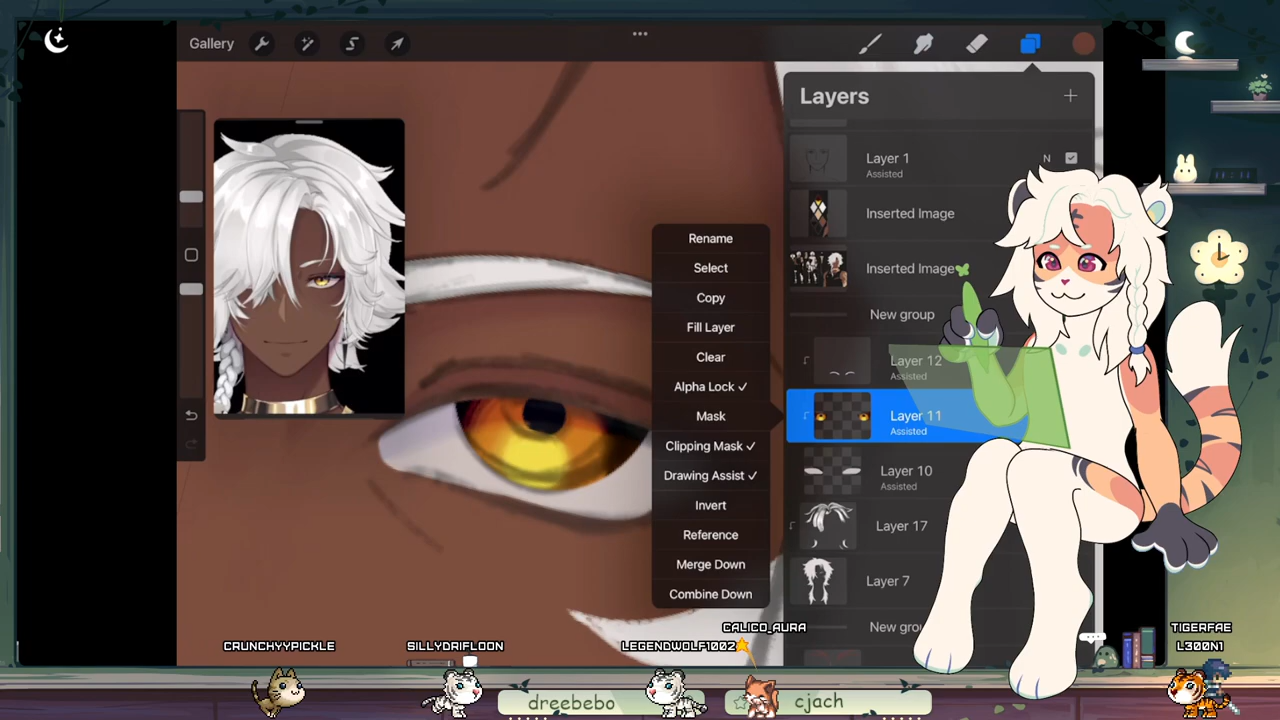 Gallery
Layers
Layer 1
N
Assisted
Inserted Image
Inserted Image
New group
Layer 12
Assisted
Layer 11
Assisted
Layer 10
Assisted
Layer 17
Layer 7
Rename
Select
Copy
Fill Layer
Clear
Alpha Lock ✓
Mask
Clipping Mask ✓
Drawing Assist ✓
Invert
Reference
Merge Down
Combine Down
CALICO_AURA
CRUNCHYYPICKLE
SILLYDRIFLOON
LEGENDWOLF1002
TIGERFAE
L300N1
dreebebo
cjach